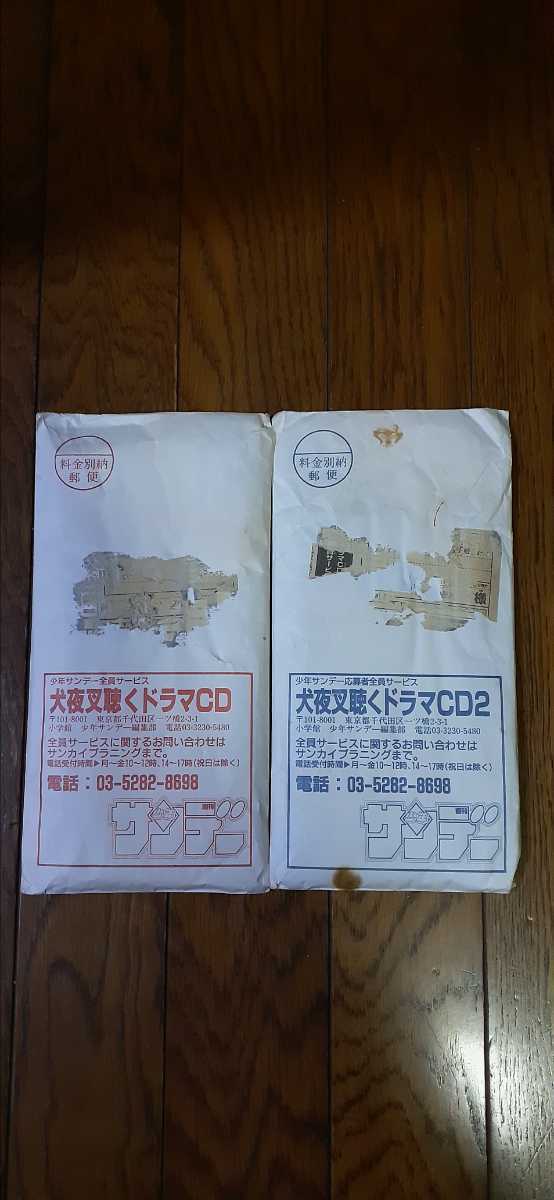 料金別納
郵便
少年サンデー全員サービス
犬夜叉聴くドラマCD
〒101-8001 東京都千代田区一ツ橋2-3-1
小学館 少年サンデー編集部 電話03-3230-5480
全員サービスに関するお問い合わせは
サンカイプラニングまで。
電話受付時間▶月〜金10〜12時、14〜17時(祝日は除く)
電話:03-5282-8698
週刊
少年
サンデー
料金別納
郵便
様
少年サンデー応募者全員サービス
犬夜叉聴くドラマCD2
〒101-8001 東京都千代田区一ツ橋2-3-1
小学館 少年サンデー編集部 電話03-3230-5480
全員サービスに関するお問い合わせは
サンカイプラニングまで。
電話受付時間▶月〜金10〜12時、14〜17時(祝日は除く)
電話:03-5282-8698
週刊
少年
サンデー